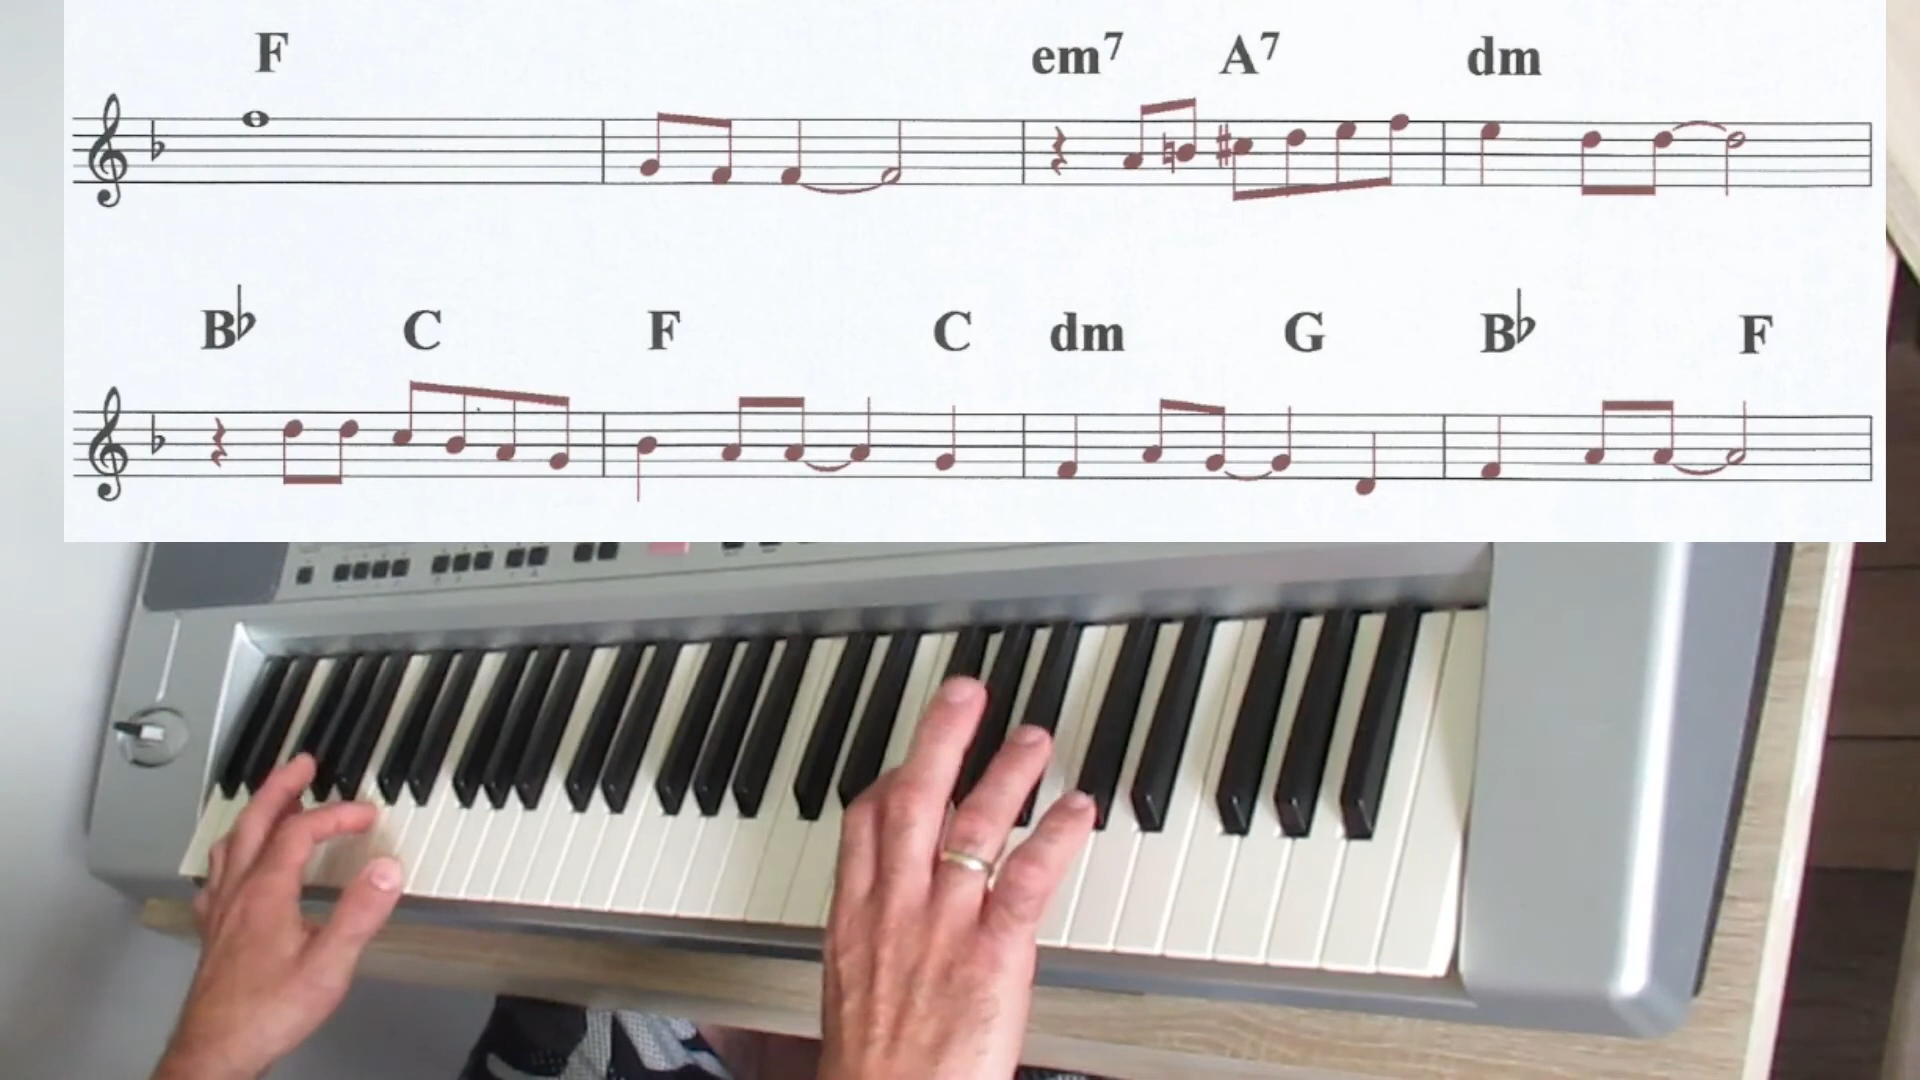 F em⁷ A⁷ dm
B♭ C F C dm G B♭ F